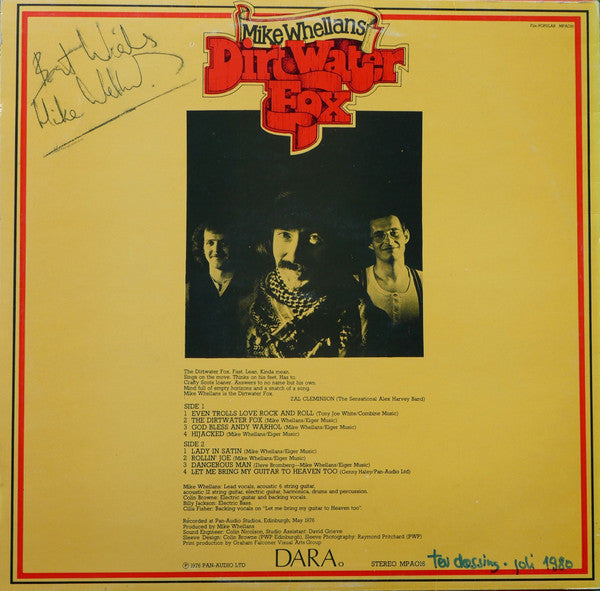 Best Wishes
Mike
Mike Whellans'
Dirt Water
Fox
File POPULAR MPA016
The Dirtwater Fox. Fast. Lean. Kinda mean.
Sings on the move. Thinks on his feet. Has to.
Crafty Scots loaner. Answers to no name but his own.
Mind full of empty horizons and a snatch of a song.
Mike Whellans is the Dirtwater Fox.
ZAL CLEMINSON (The Sensational Alex Harvey Band)
SIDE 1
1 EVEN TROLLS LOVE ROCK AND ROLL (Tony Joe White/Combine Music)
2 THE DIRTWATER FOX (Mike Whellans/Eiger Music)
3 GOD BLESS ANDY WARHOL (Mike Whellans/Eiger Music)
4 HIJACKED (Mike Whellans/Eiger Music)
SIDE 2
1 LADY IN SATIN (Mike Whellans/Eiger Music)
2 ROLLIN' JOE (Mike Whellans/Eiger Music)
3 DANGEROUS MAN (Dave Bromberg—Mike Whellans/Eiger Music)
4 LET ME BRING MY GUITAR TO HEAVEN TOO (Gerry Haley/Pan-Audio Ltd)
Mike Whellans: Lead vocals, acoustic 6 string guitar,
acoustic 12 string guitar, electric guitar, harmonica, drums and percussion.
Colin Browne: Electric guitar and backing vocals.
Billy Jackson: Electric Bass.
Cilla Fisher: Backing vocals on "Let me bring my guitar to Heaven too".
Recorded at Pan-Audio Studios, Edinburgh, May 1976
Produced by Mike Whellans
Sound Engineer: Colin Nicolson, Studio Assistant: David Grieve
Sleeve Design: Colin Browne (PWP Edinburgh), Sleeve Photography: Raymond Pritchard (PWP)
Print production by Graham Falconer Visual Arts Group
℗ 1976 PAN-AUDIO LTD
DARA
STEREO MPA016
juli 1980